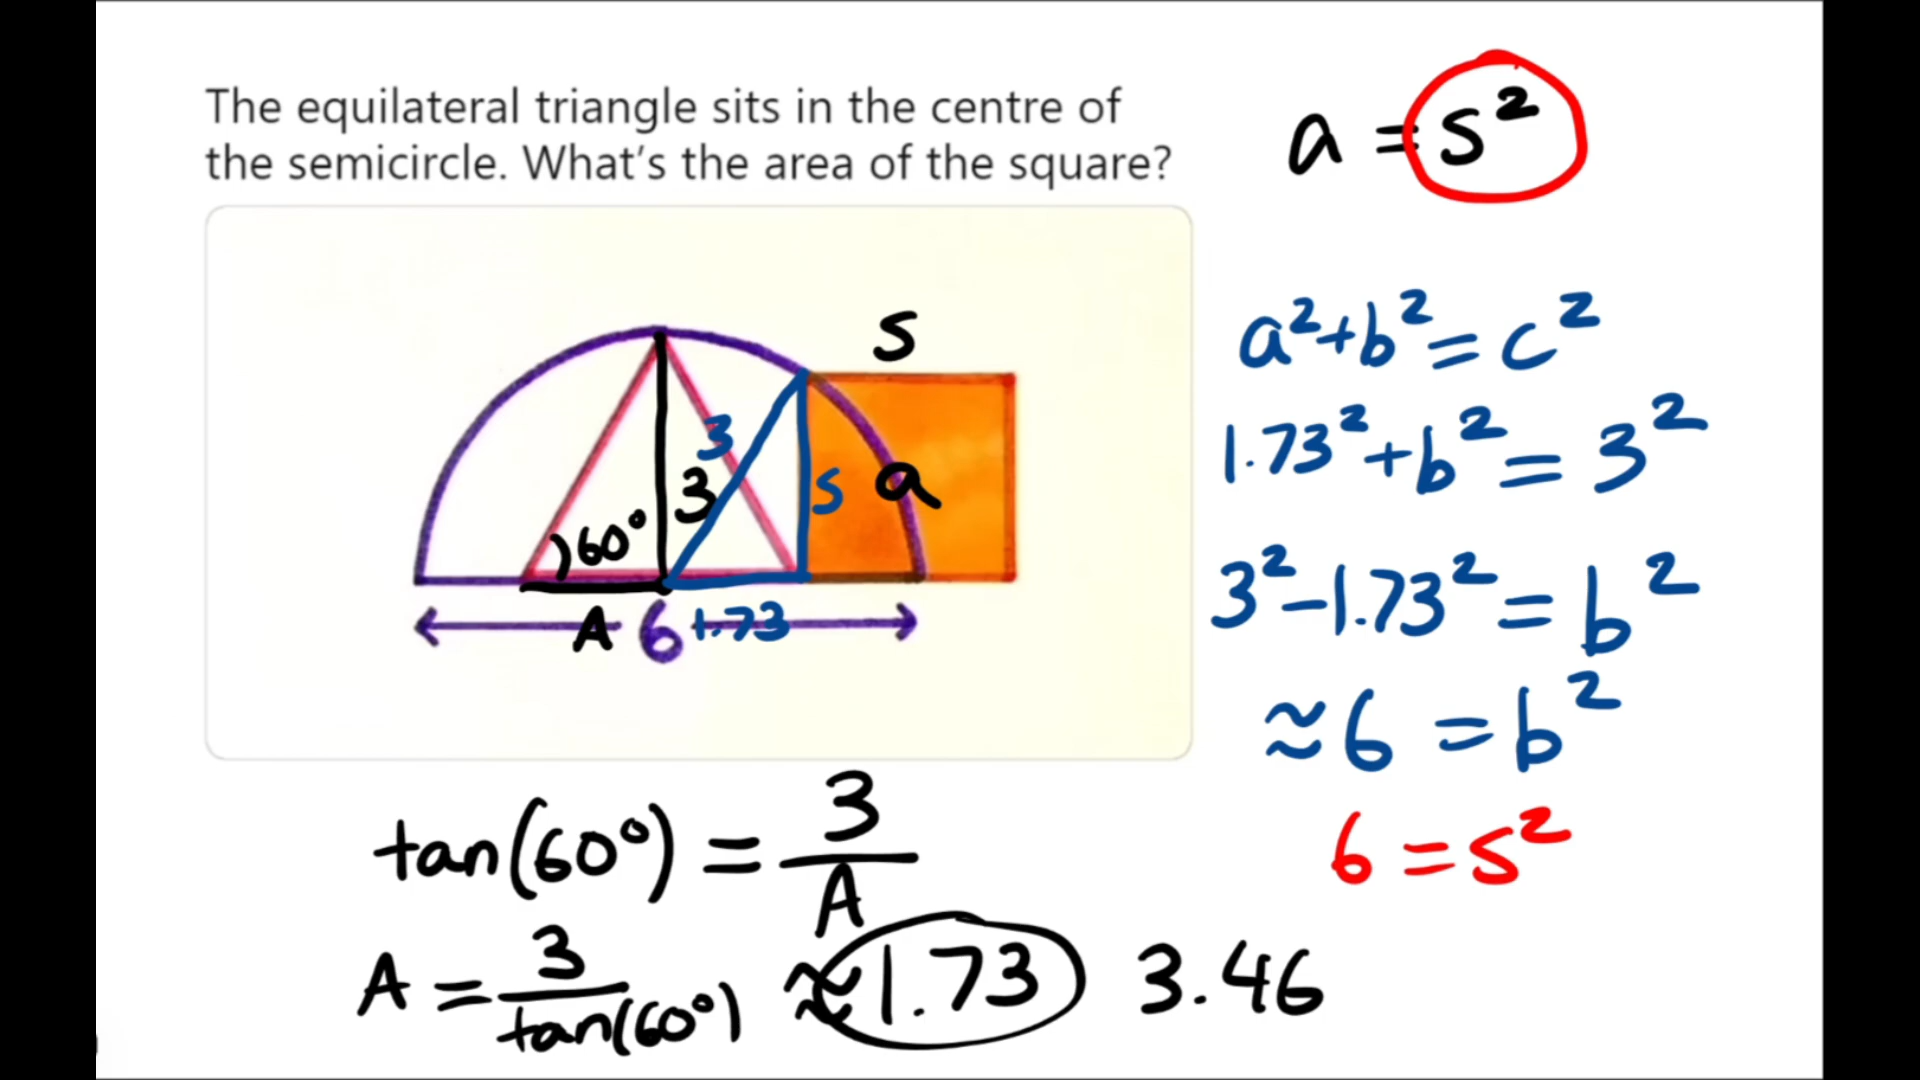 The equilateral triangle sits in the centre of
the semicircle. What's the area of the square?
a = s²
s
3
3
s
a
60°
A
6
1.73
a² + b² = c²
1.73² + b² = 3²
3² - 1.73² = b²
≈ 6 = b²
6 = s²
tan(60°) = 3/A
A = 3/tan(60°) ≈ 1.73 3.46